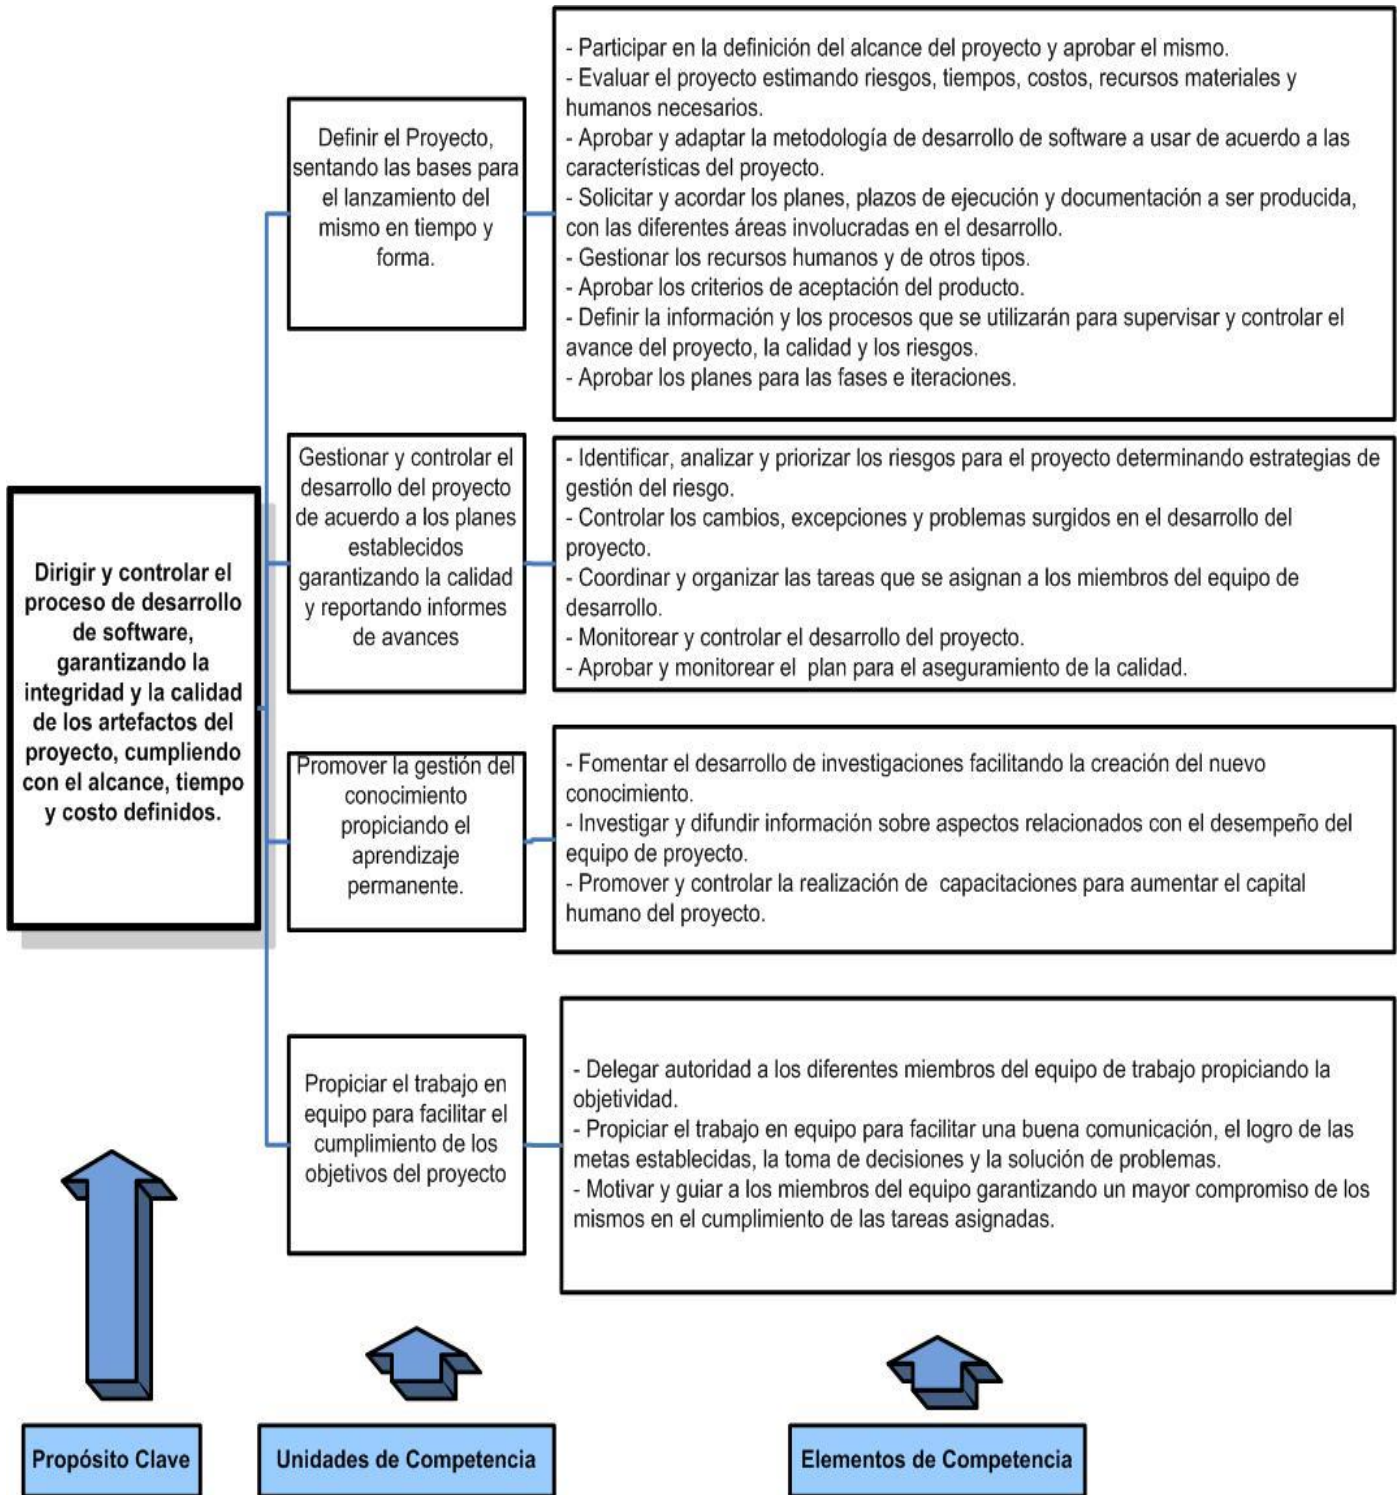 Dirigir y controlar el
proceso de desarrollo
de software,
garantizando la
integridad y la calidad
de los artefactos del
proyecto, cumpliendo
con el alcance, tiempo
y costo definidos.
Definir el Proyecto,
sentando las bases para
el lanzamiento del
mismo en tiempo y
forma.
- Participar en la definición del alcance del proyecto y aprobar el mismo.
- Evaluar el proyecto estimando riesgos, tiempos, costos, recursos materiales y
humanos necesarios.
- Aprobar y adaptar la metodología de desarrollo de software a usar de acuerdo a las
características del proyecto.
- Solicitar y acordar los planes, plazos de ejecución y documentación a ser producida,
con las diferentes áreas involucradas en el desarrollo.
- Gestionar los recursos humanos y de otros tipos.
- Aprobar los criterios de aceptación del producto.
- Definir la información y los procesos que se utilizarán para supervisar y controlar el
avance del proyecto, la calidad y los riesgos.
- Aprobar los planes para las fases e iteraciones.
Gestionar y controlar el
desarrollo del proyecto
de acuerdo a los planes
establecidos
garantizando la calidad
y reportando informes
de avances
- Identificar, analizar y priorizar los riesgos para el proyecto determinando estrategias de
gestión del riesgo.
- Controlar los cambios, excepciones y problemas surgidos en el desarrollo del
proyecto.
- Coordinar y organizar las tareas que se asignan a los miembros del equipo de
desarrollo.
- Monitorear y controlar el desarrollo del proyecto.
- Aprobar y monitorear el plan para el aseguramiento de la calidad.
Promover la gestión del
conocimiento
propiciando el
aprendizaje
permanente.
- Fomentar el desarrollo de investigaciones facilitando la creación del nuevo
conocimiento.
- Investigar y difundir información sobre aspectos relacionados con el desempeño del
equipo de proyecto.
- Promover y controlar la realización de capacitaciones para aumentar el capital
humano del proyecto.
Propiciar el trabajo en
equipo para facilitar el
cumplimiento de los
objetivos del proyecto
- Delegar autoridad a los diferentes miembros del equipo de trabajo propiciando la
objetividad.
- Propiciar el trabajo en equipo para facilitar una buena comunicación, el logro de las
metas establecidas, la toma de decisiones y la solución de problemas.
- Motivar y guiar a los miembros del equipo garantizando un mayor compromiso de los
mismos en el cumplimiento de las tareas asignadas.
Propósito Clave
Unidades de Competencia
Elementos de Competencia